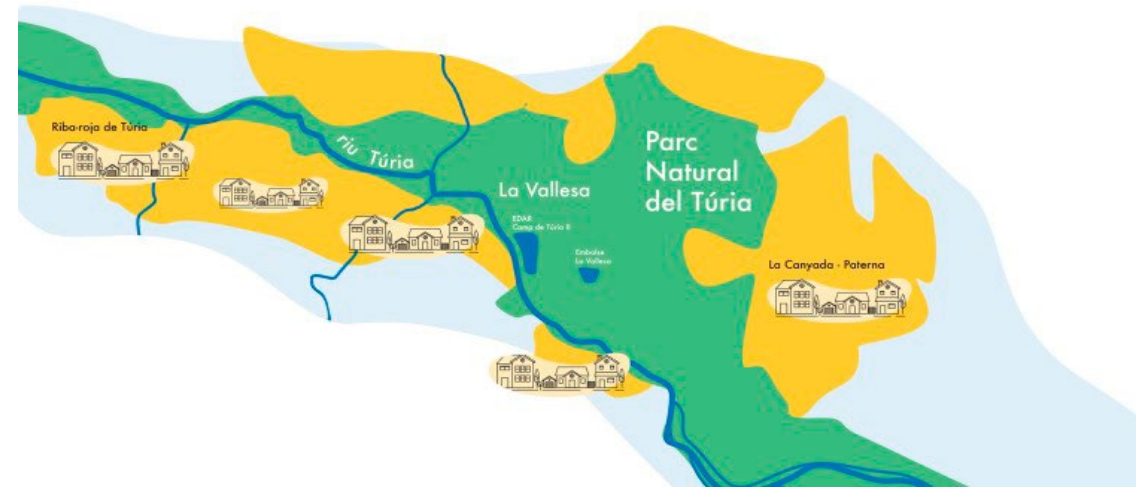 Riba-roja de Túria
riu Túria
La Vallesa
EDAR
Camp de Túria II
Embalse
La Vallesa
Parc
Natural
del Túria
La Canyada - Paterna